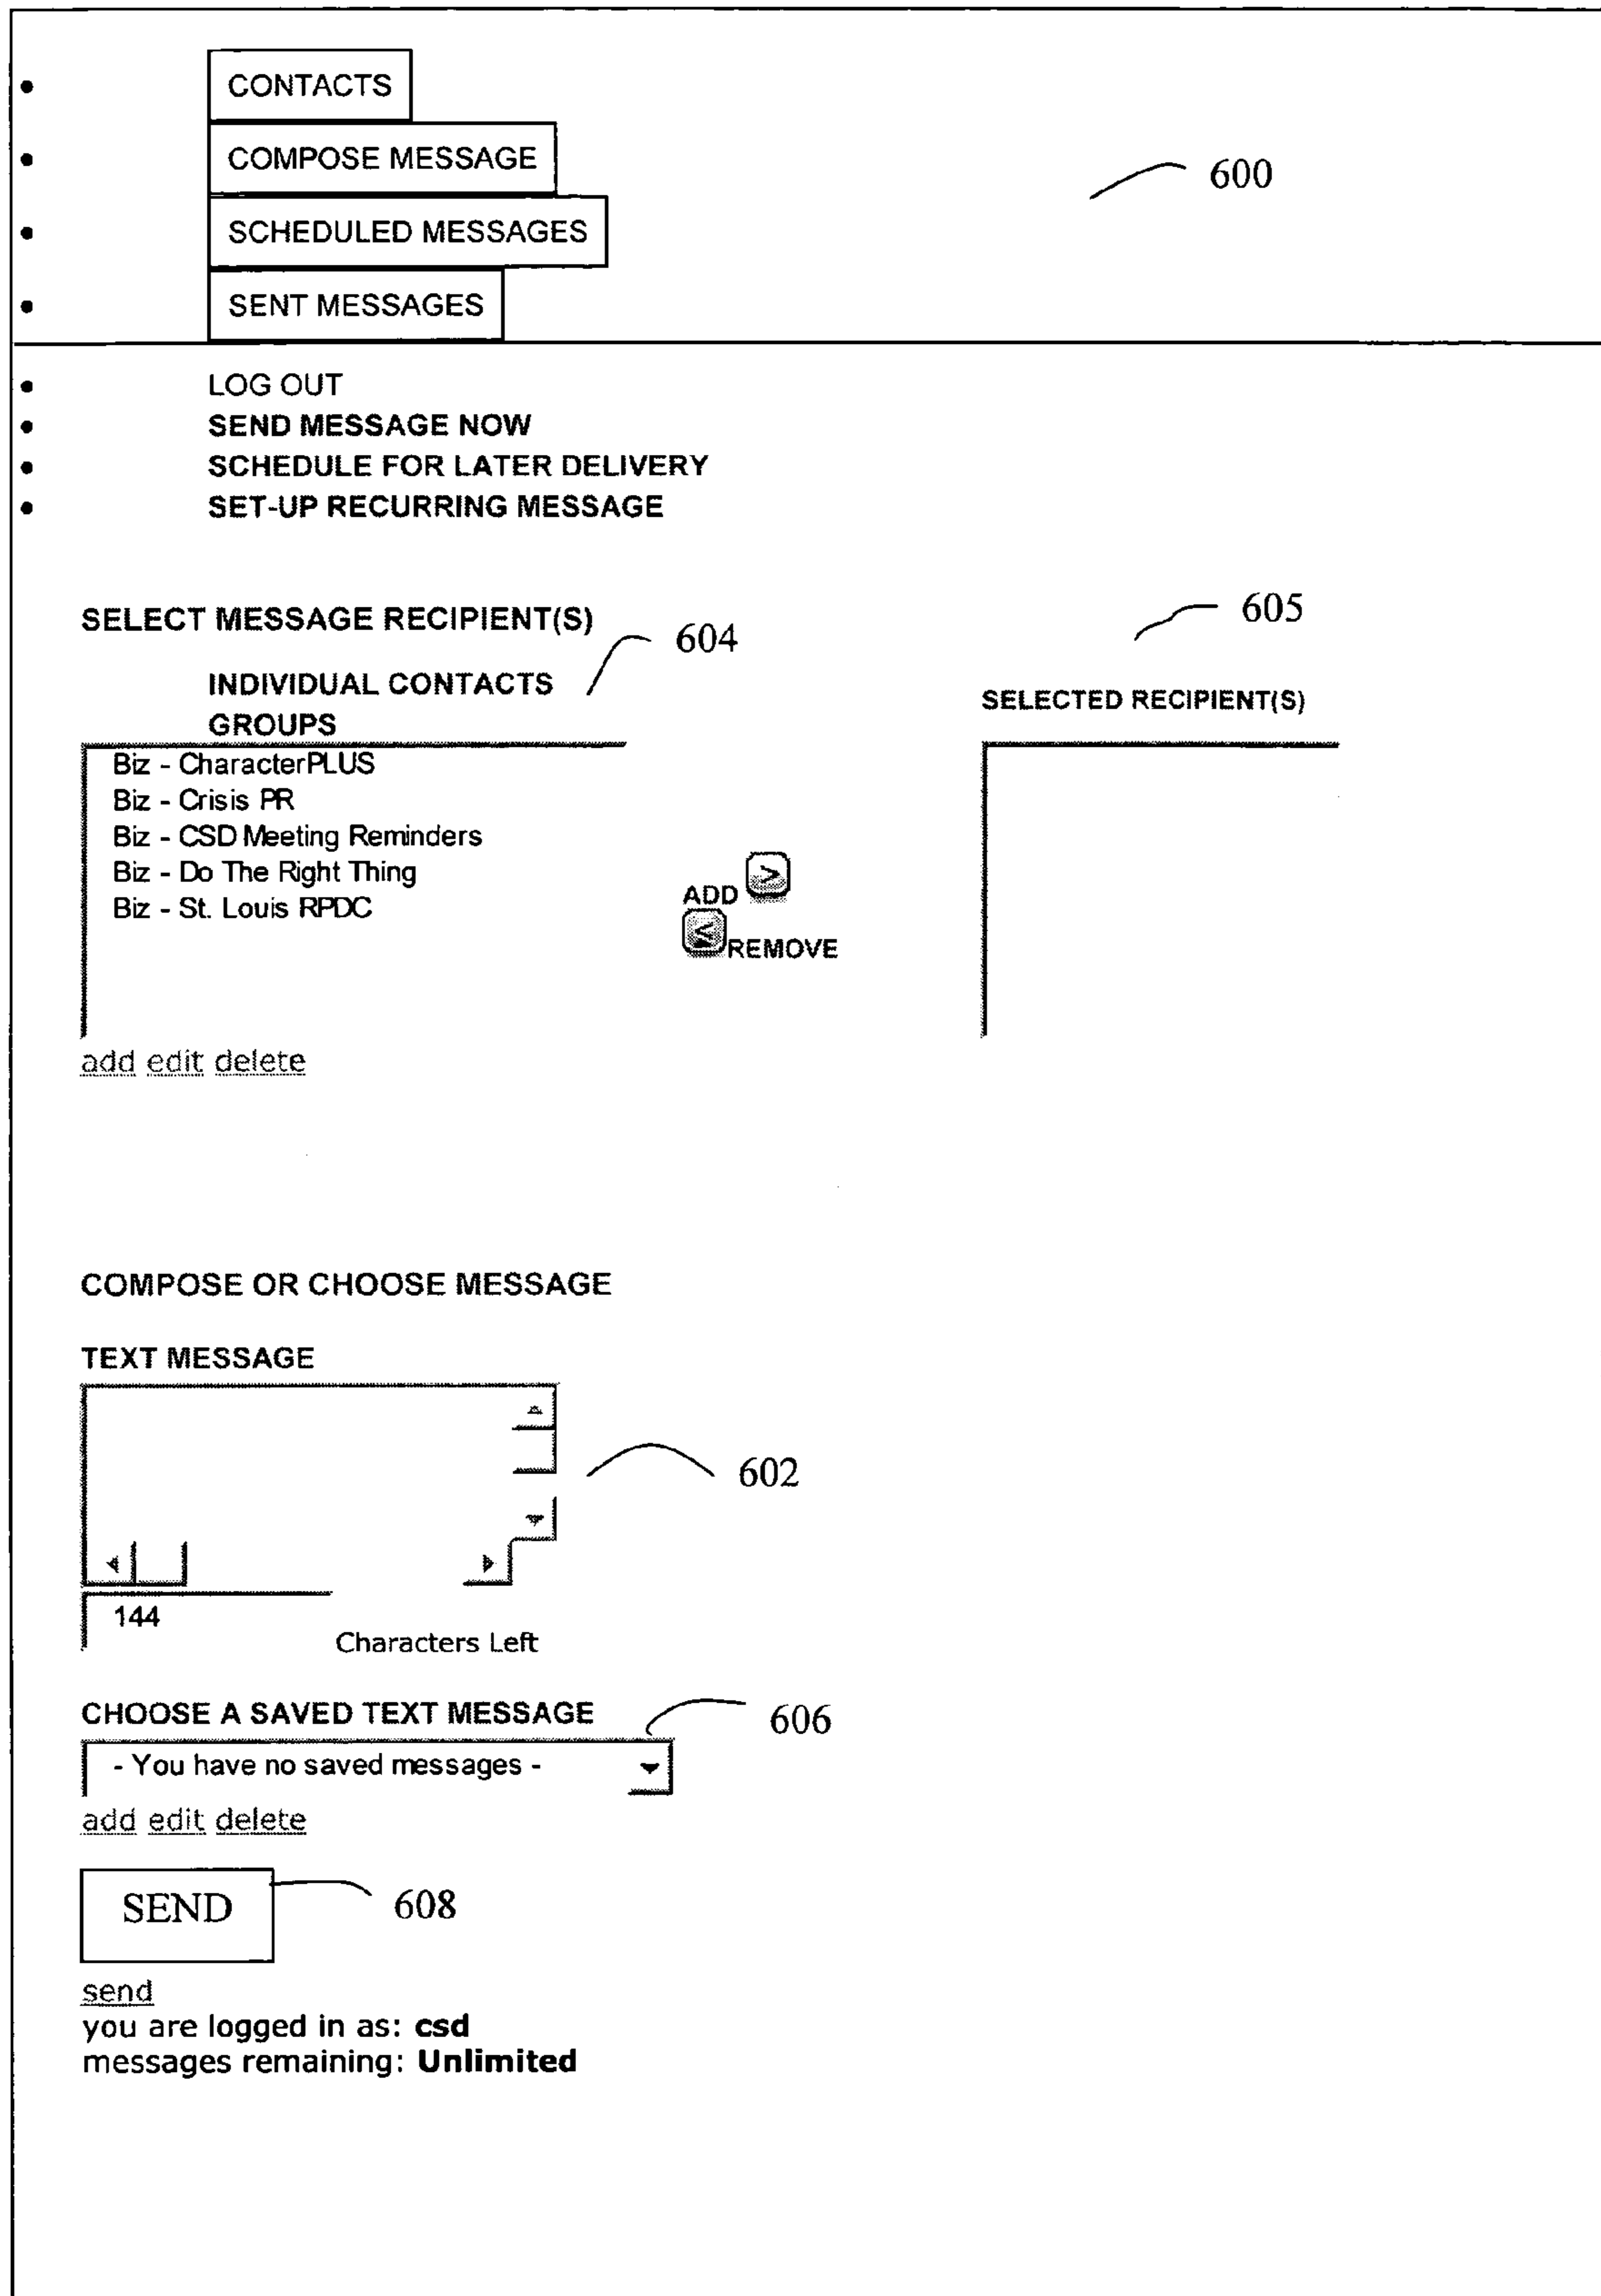 CONTACTS
COMPOSE MESSAGE
600
SCHEDULED MESSAGES
SENT MESSAGES
LOG OUT
SEND MESSAGE NOW
SCHEDULE FOR LATER DELIVERY
SET-UP RECURRING MESSAGE
SELECT MESSAGE RECIPIENT(S)
604
605
INDIVIDUAL CONTACTS
GROUPS
SELECTED RECIPIENT(S)
Biz - CharacterPLUS
Biz - Crisis PR
Biz - CSD Meeting Reminders
Biz - Do The Right Thing
Biz - St. Louis RPDC
ADD >
< REMOVE
add edit delete
COMPOSE OR CHOOSE MESSAGE
TEXT MESSAGE
602
144
Characters Left
CHOOSE A SAVED TEXT MESSAGE
606
- You have no saved messages -
add edit delete
SEND
608
send
you are logged in as: csd
messages remaining: Unlimited